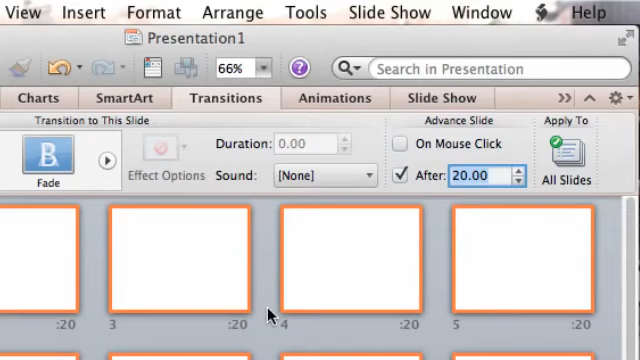 View Insert Format Arrange Tools Slide Show Window Help
Presentation1
66% ? Search in Presentation
Charts SmartArt Transitions Animations Slide Show
Transition to This Slide Advance Slide Apply To
Duration: 0.00 On Mouse Click
Fade Effect Options Sound: [None] After: 20.00 All Slides
:20 3 :20 4 :20 5 :20